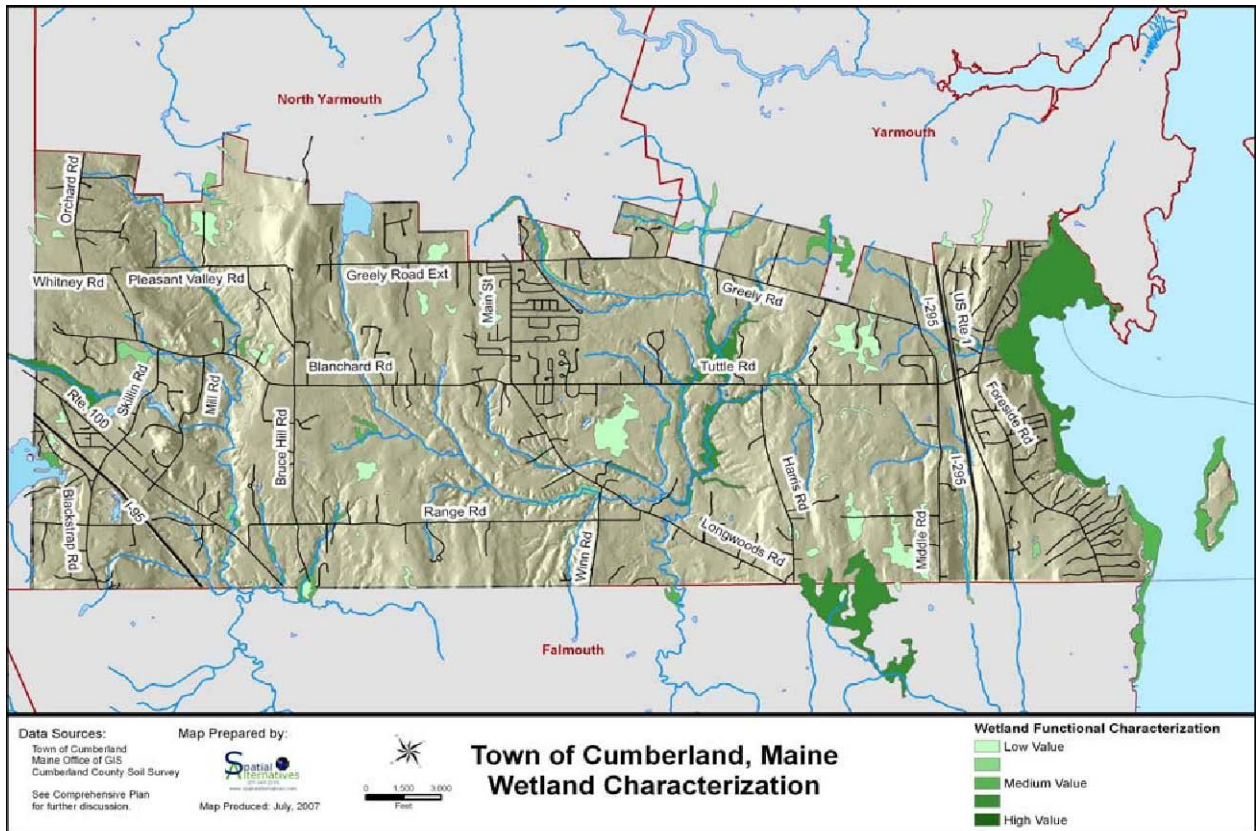 North Yarmouth
Yarmouth
Orchard Rd
Whitney Rd
Pleasant Valley Rd
Greely Road Ext
Main St
Greely Rd
I-295
US Rte 1
Blanchard Rd
Tuttle Rd
Skillin Rd
Mill Rd
Rte. 100
Foreside Rd
Bruce Hill Rd
Harris Rd
I-295
Blackstrap Rd
I-95
Range Rd
Winn Rd
Longwoods Rd
Middle Rd
Falmouth
Data Sources:
Town of Cumberland
Maine Office of GIS
Cumberland County Soil Survey
See Comprehensive Plan
for further discussion.
Map Prepared by:
Spatial
Alternatives
Map Produced: July, 2007
0 1,500 3,000
Feet
Town of Cumberland, Maine
Wetland Characterization
Wetland Functional Characterization
Low Value
Medium Value
High Value